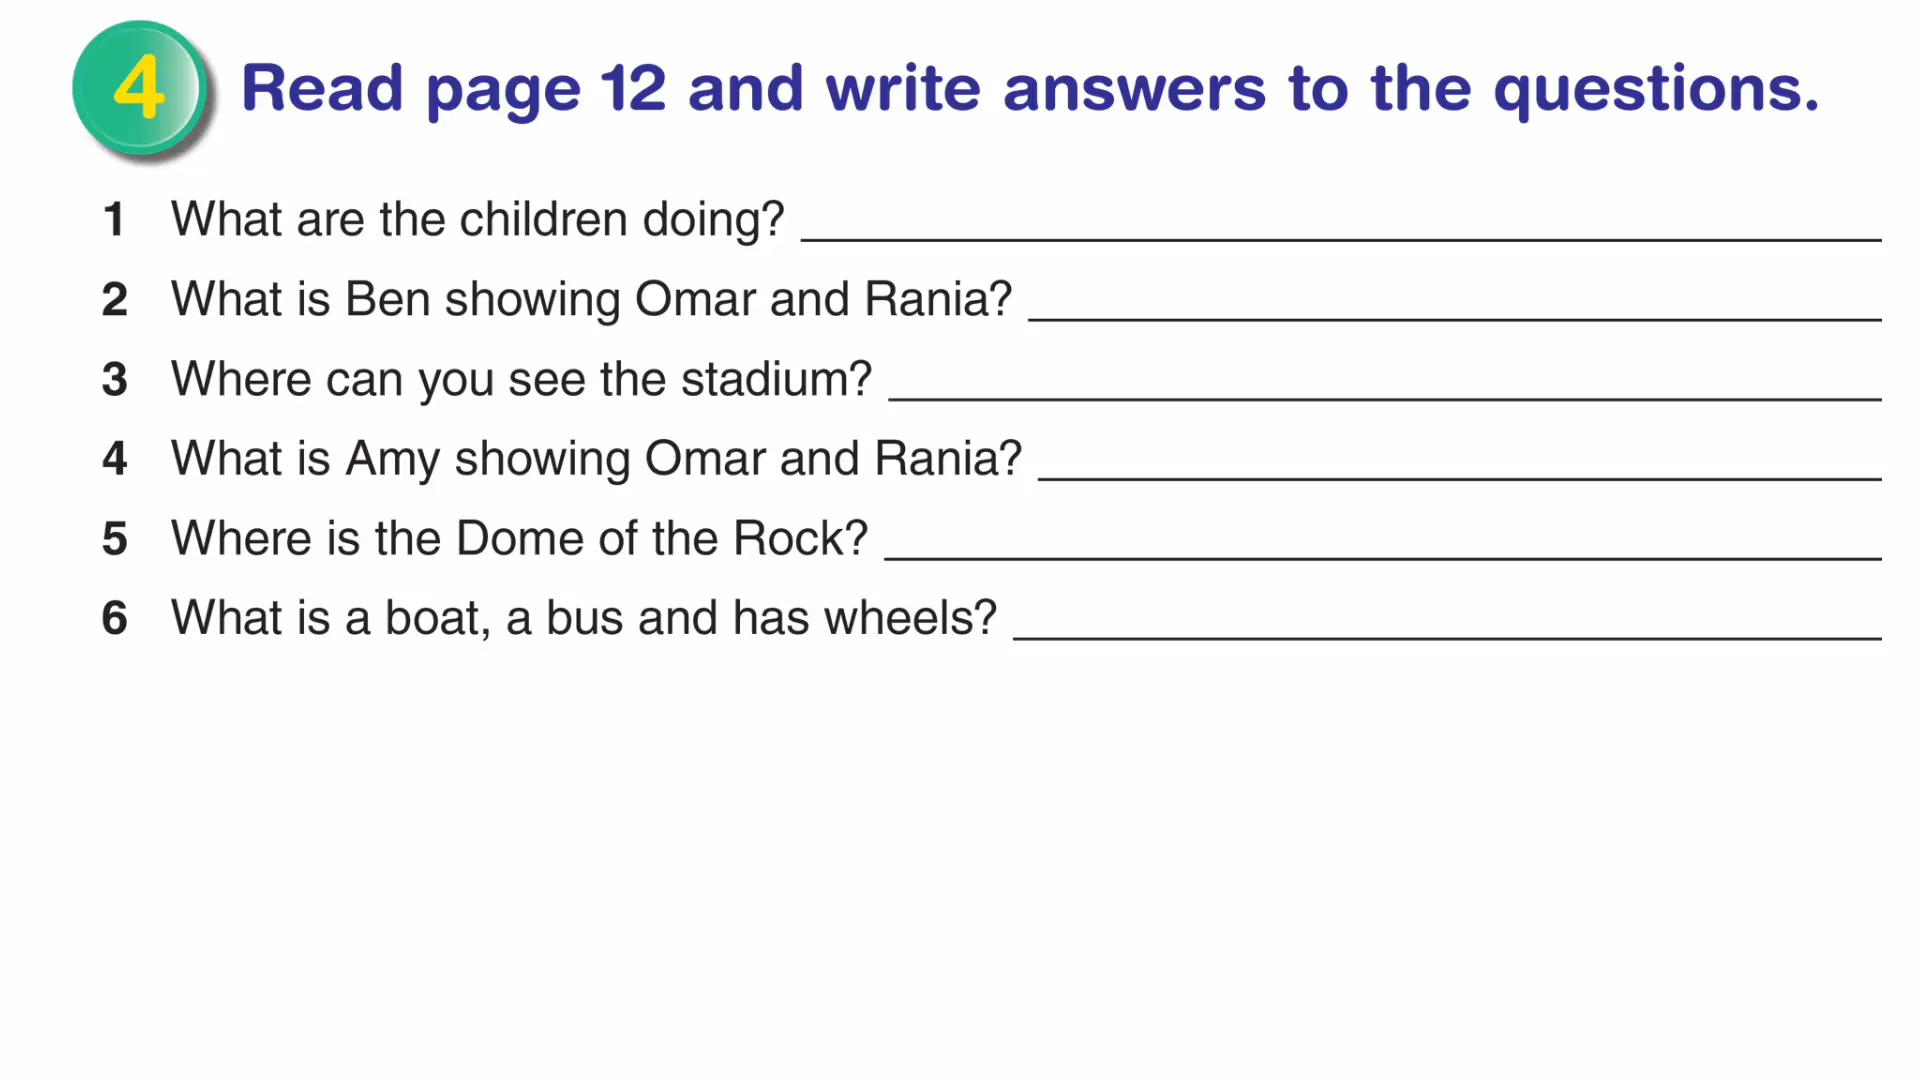 4 Read page 12 and write answers to the questions.
1 What are the children doing?
2 What is Ben showing Omar and Rania?
3 Where can you see the stadium?
4 What is Amy showing Omar and Rania?
5 Where is the Dome of the Rock?
6 What is a boat, a bus and has wheels?